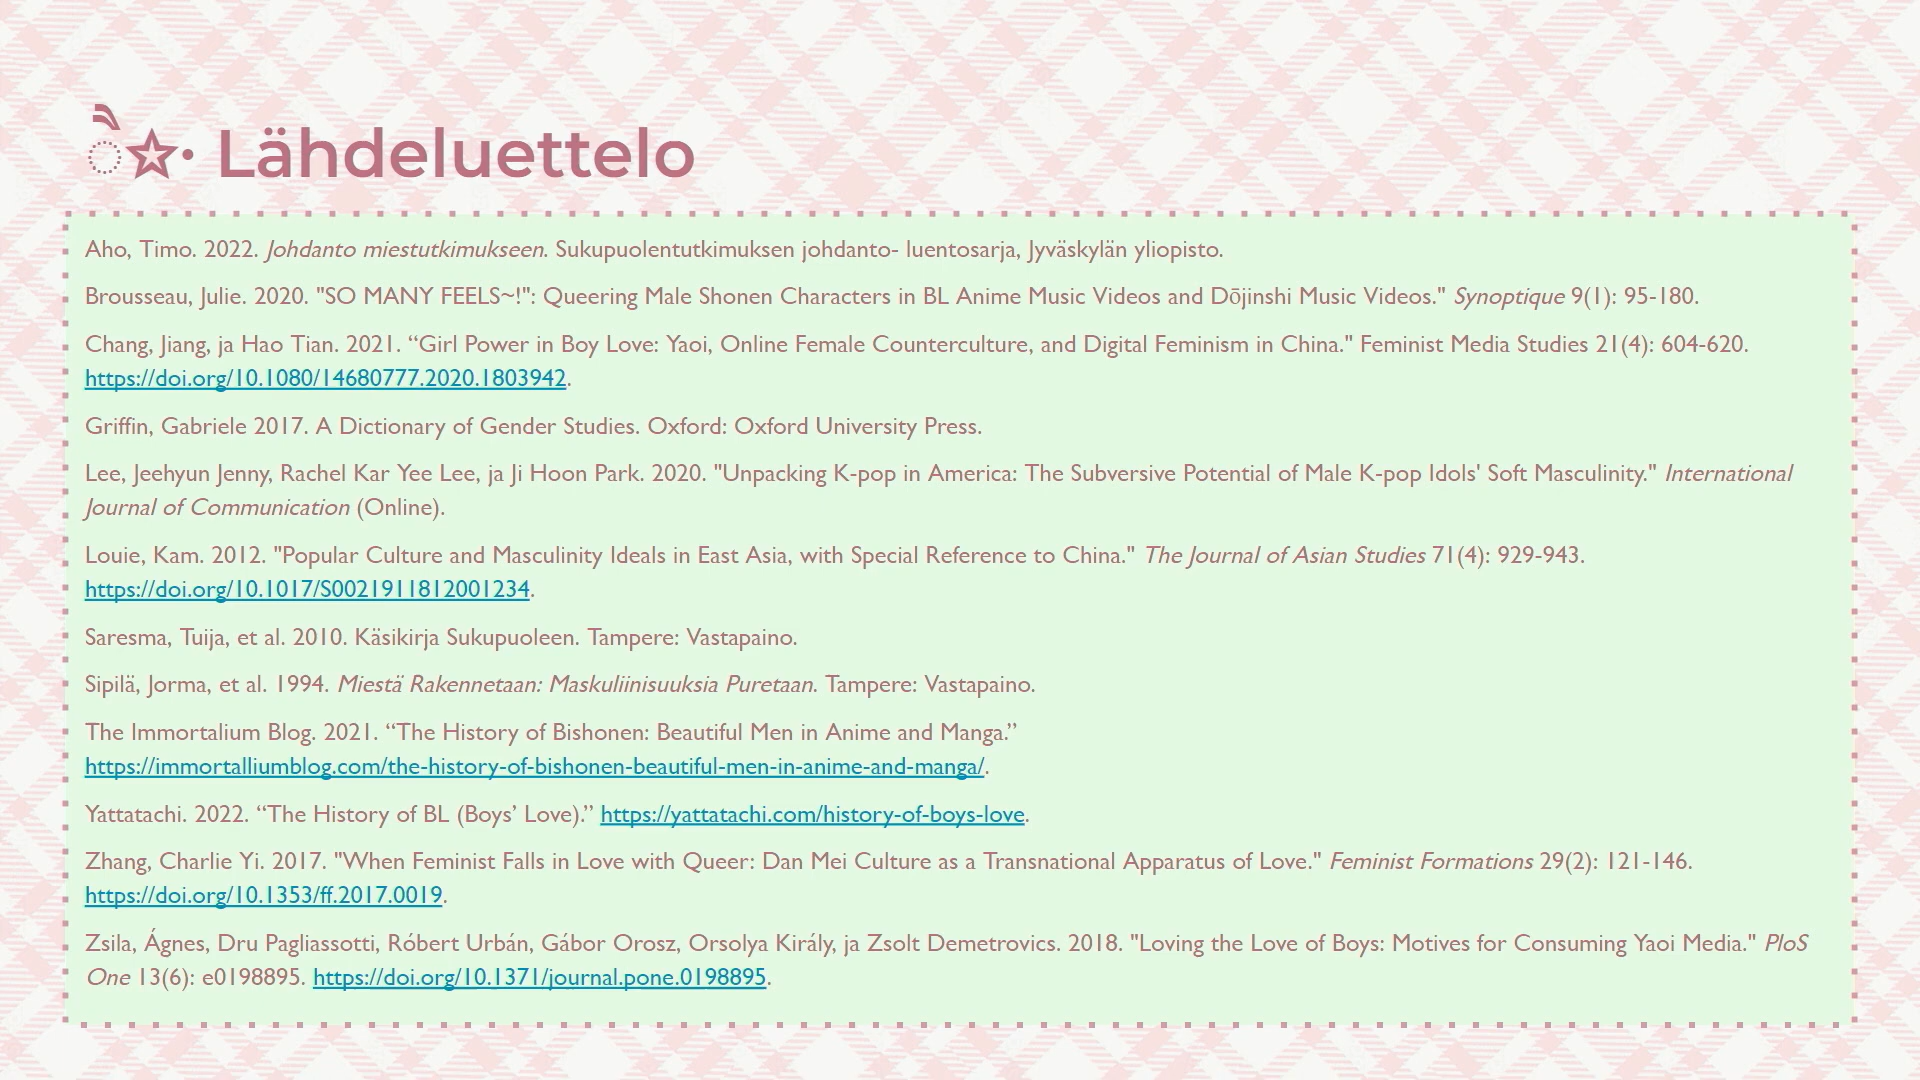 ☆· Lähdeluettelo
Aho, Timo. 2022. Johdanto miestutkimukseen. Sukupuolentutkimuksen johdanto- luentosarja, Jyväskylän yliopisto.
Brousseau, Julie. 2020. "SO MANY FEELS~!": Queering Male Shonen Characters in BL Anime Music Videos and Dōjinshi Music Videos." Synoptique 9(1): 95-180.
Chang, Jiang, ja Hao Tian. 2021. “Girl Power in Boy Love: Yaoi, Online Female Counterculture, and Digital Feminism in China." Feminist Media Studies 21(4): 604-620.
https://doi.org/10.1080/14680777.2020.1803942.
Griffin, Gabriele 2017. A Dictionary of Gender Studies. Oxford: Oxford University Press.
Lee, Jeehyun Jenny, Rachel Kar Yee Lee, ja Ji Hoon Park. 2020. "Unpacking K-pop in America: The Subversive Potential of Male K-pop Idols' Soft Masculinity." International
Journal of Communication (Online).
Louie, Kam. 2012. "Popular Culture and Masculinity Ideals in East Asia, with Special Reference to China." The Journal of Asian Studies 71(4): 929-943.
https://doi.org/10.1017/S0021911812001234.
Saresma, Tuija, et al. 2010. Käsikirja Sukupuoleen. Tampere: Vastapaino.
Sipilä, Jorma, et al. 1994. Miestä Rakennetaan: Maskuliinisuuksia Puretaan. Tampere: Vastapaino.
The Immortalium Blog. 2021. “The History of Bishonen: Beautiful Men in Anime and Manga.”
https://immortalliumblog.com/the-history-of-bishonen-beautiful-men-in-anime-and-manga/.
Yattatachi. 2022. “The History of BL (Boys’ Love).” https://yattatachi.com/history-of-boys-love.
Zhang, Charlie Yi. 2017. "When Feminist Falls in Love with Queer: Dan Mei Culture as a Transnational Apparatus of Love." Feminist Formations 29(2): 121-146.
https://doi.org/10.1353/ff.2017.0019.
Zsila, Ágnes, Dru Pagliassotti, Róbert Urbán, Gábor Orosz, Orsolya Király, ja Zsolt Demetrovics. 2018. "Loving the Love of Boys: Motives for Consuming Yaoi Media." PloS
One 13(6): e0198895. https://doi.org/10.1371/journal.pone.0198895.